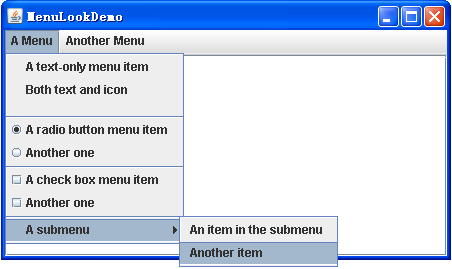 MenuLookDemo
A Menu Another Menu
A text-only menu item
Both text and icon
A radio button menu item
Another one
A check box menu item
Another one
A submenu
An item in the submenu
Another item